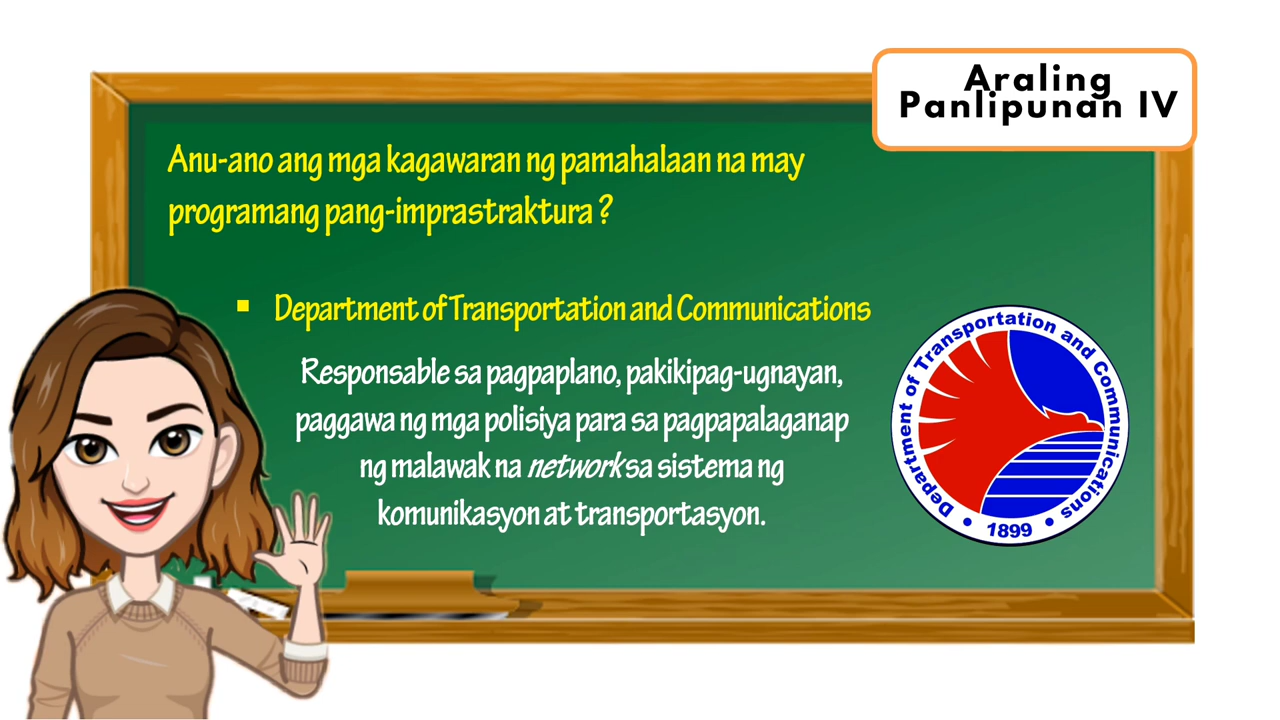 Araling
Panlipunan IV
Anu-ano ang mga kagawaran ng pamahalaan na may
programang pang-imprastraktura ?
▪ Department of Transportation and Communications
Responsable sa pagpaplano, pakikipag-ugnayan,
paggawa ng mga polisiya para sa pagpapalaganap
ng malawak na network sa sistema ng
komunikasyon at transportasyon.
Department of Transportation and Communications
• 1899 •